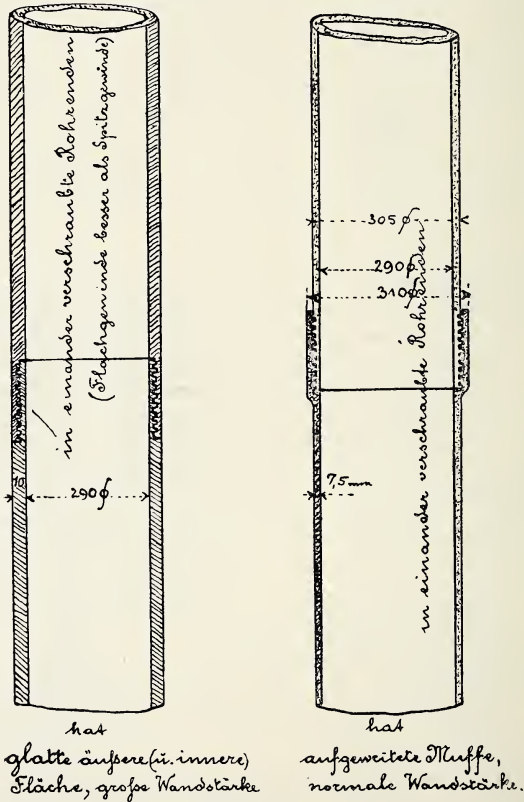 in einander verschraubte Rohrenden
(Flachgewinde besser als Spitzgewinde)
10
290 ⌀
hat
glatte äußere (u. innere)
Fläche, große Wandstärke
305 ⌀
290 ⌀
310 ⌀
7,5 mm
in einander verschraubte Rohrenden
hat
aufgeweitete Muffe,
normale Wandstärke.